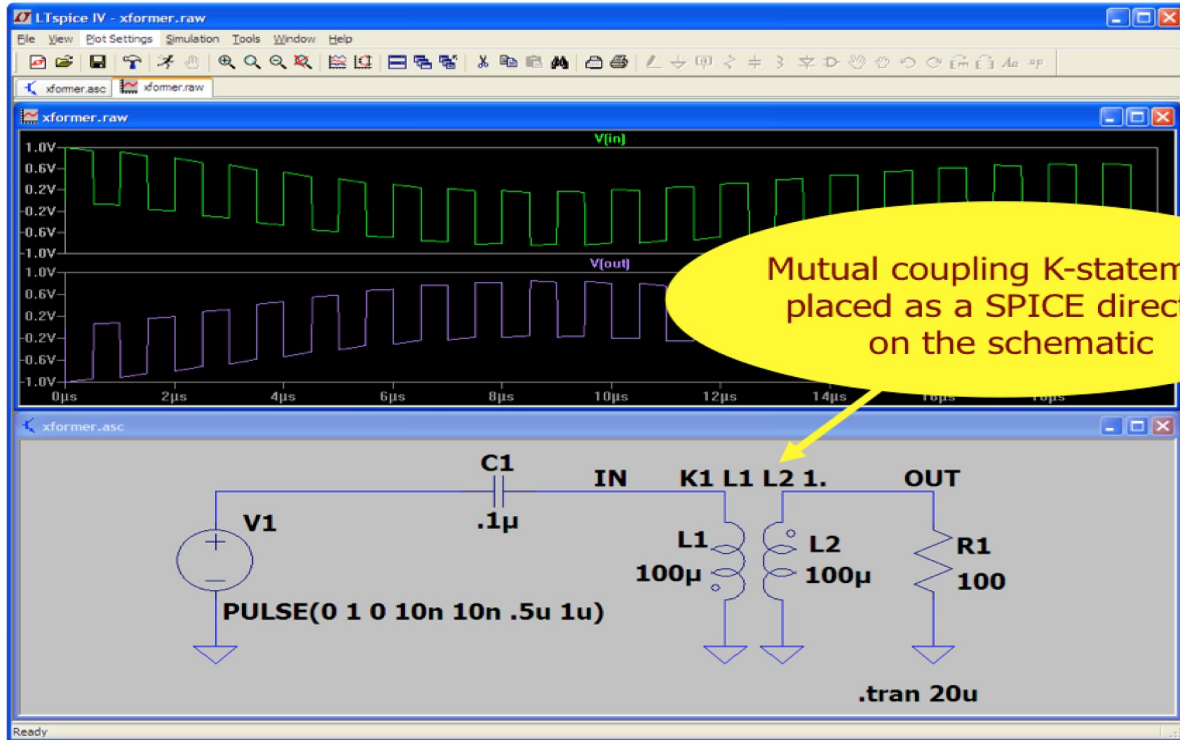 LTspice IV - xformer.raw
File View Plot Settings Simulation Tools Window Help
xformer.asc xformer.raw
xformer.raw
V(in)
1.0V
0.6V
0.2V
-0.2V
-0.6V
-1.0V
V(out)
1.0V
0.6V
0.2V
-0.2V
-0.6V
-1.0V
0µs 2µs 4µs 6µs 8µs 10µs 12µs 14µs 16µs 18µs
Mutual coupling K-statem
placed as a SPICE direct
on the schematic
xformer.asc
C1
IN K1 L1 L2 1. OUT
.1µ
V1
L1
100µ
L2
100µ
R1
100
PULSE(0 1 0 10n 10n .5u 1u)
.tran 20u
Ready